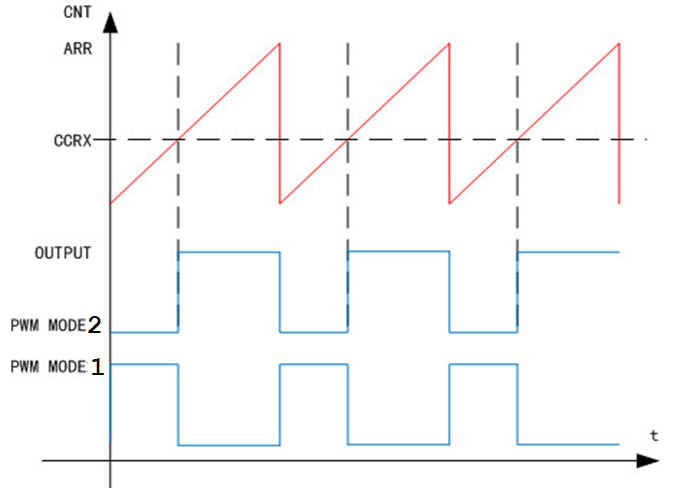 CNT
ARR
CCRX
OUTPUT
PWM MODE2
PWM MODE1
t